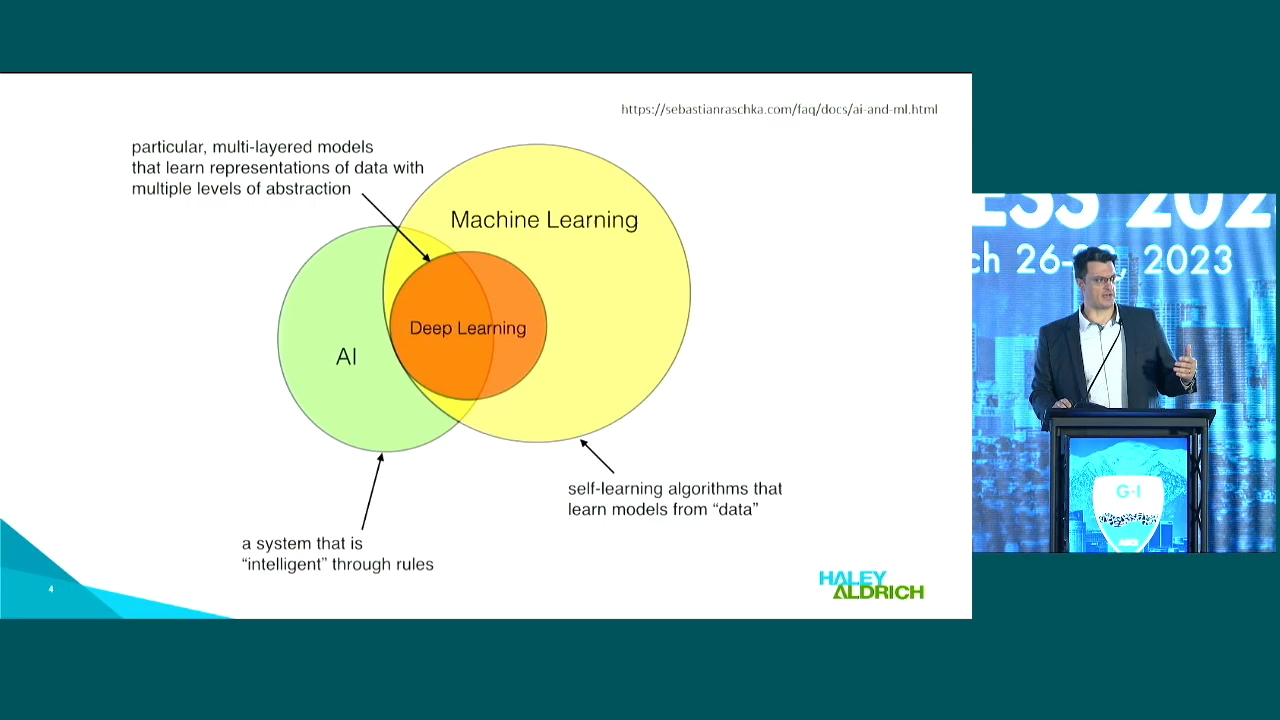 https://sebastianraschka.com/faq/docs/ai-and-ml.html
particular, multi-layered models
that learn representations of data with
multiple levels of abstraction
Machine Learning
Deep Learning
AI
self-learning algorithms that
learn models from “data”
a system that is
“intelligent” through rules
4
HALEY
ALDRICH
ESS 202
ch 26-, 2023
G-I